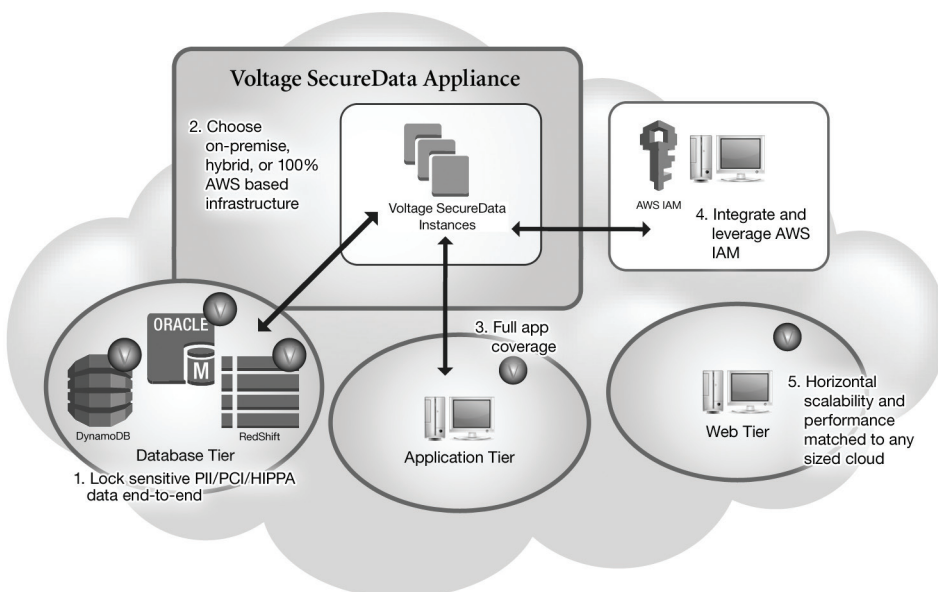 Voltage SecureData Appliance
2. Choose
on-premise,
hybrid, or 100%
AWS based
infrastructure
Voltage SecureData
Instances
AWS IAM
4. Integrate and
leverage AWS
IAM
ORACLE
M
DynamoDB
RedShift
Database Tier
1. Lock sensitive PII/PCI/HIPPA
data end-to-end
V
V
V
3. Full app
coverage
V
Application Tier
V
Web Tier
5. Horizontal
scalability and
performance
matched to any
sized cloud